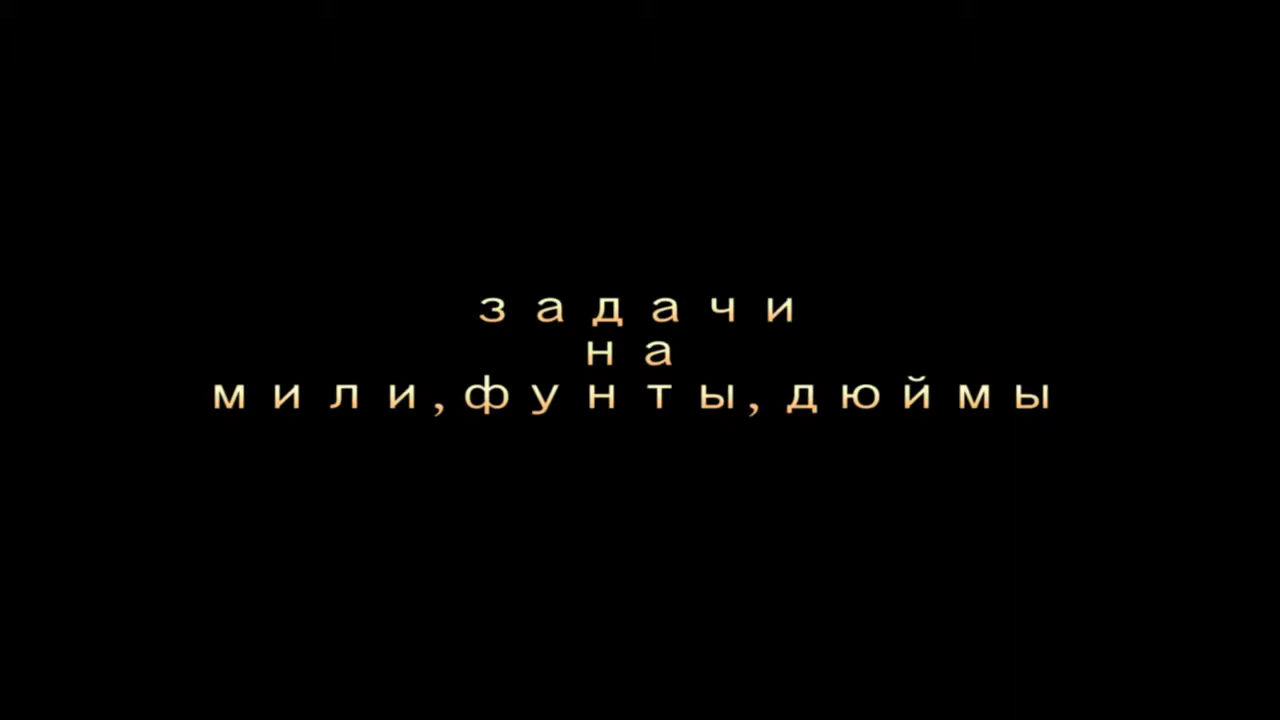 задачи
на
мили,фунты,дюймы